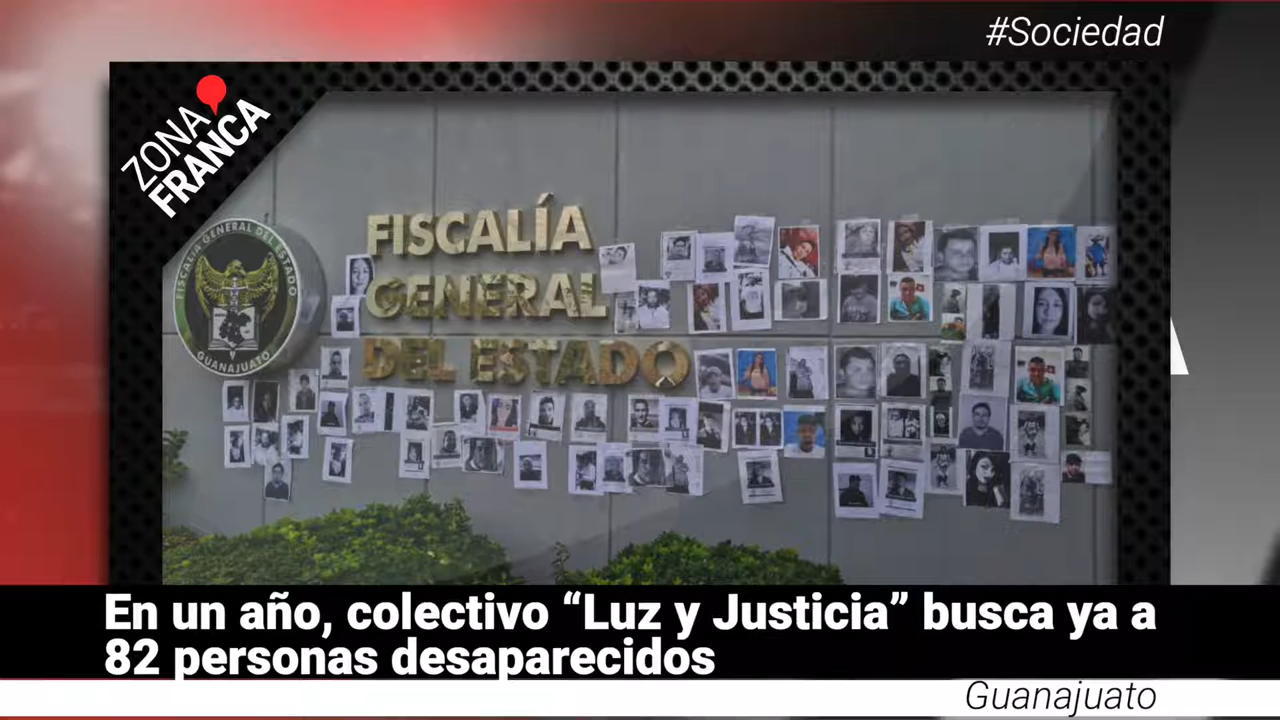 #Sociedad
ZONA
FRANCA
FISCALÍA GENERAL DEL ESTADO
GUANAJUATO
FISCALÍA
GENERAL
DEL ESTADO
En un año, colectivo “Luz y Justicia” busca ya a
82 personas desaparecidos
Guanajuato